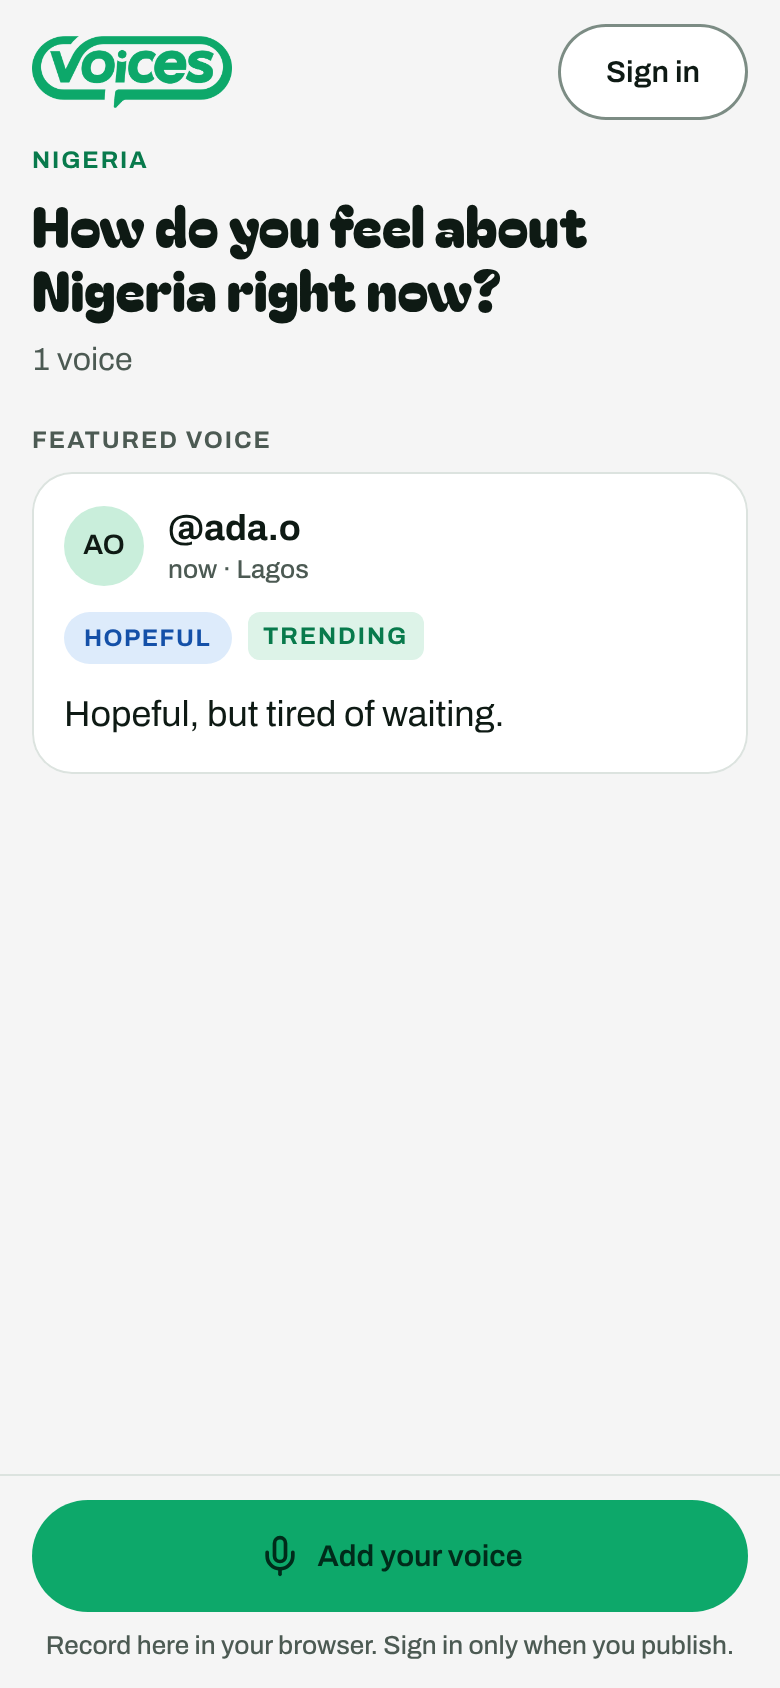 voices
Sign in
NIGERIA
How do you feel about
Nigeria right now?
1 voice
FEATURED VOICE
AO
@ada.o
now · Lagos
HOPEFUL
TRENDING
Hopeful, but tired of waiting.
Add your voice
Record here in your browser. Sign in only when you publish.